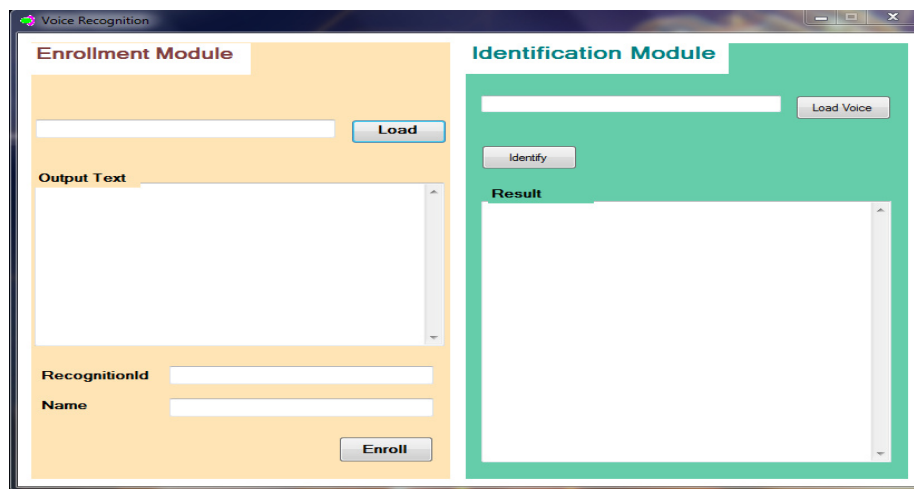 Voice Recognition
Enrollment Module
Load
Output Text
RecognitionId
Name
Enroll
Identification Module
Load Voice
Identify
Result